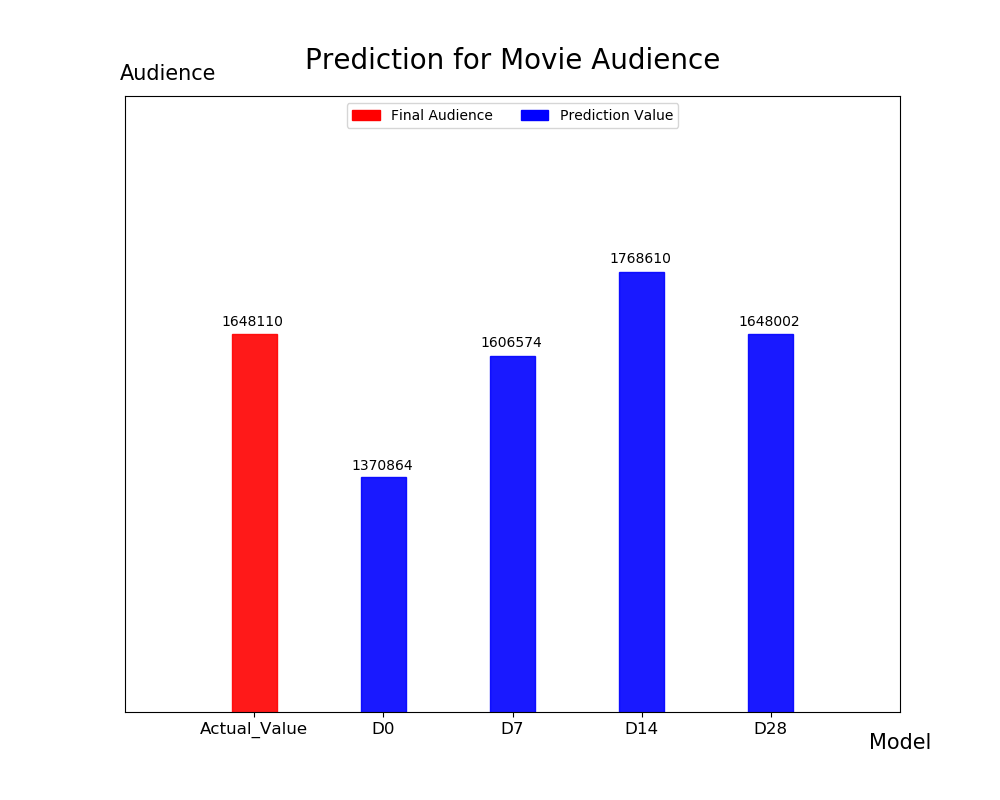 Prediction for Movie Audience
Audience
Final Audience Prediction Value
1768610
1648110
1648002
1606574
1370864
Actual_Value D0 D7 D14 D28
Model